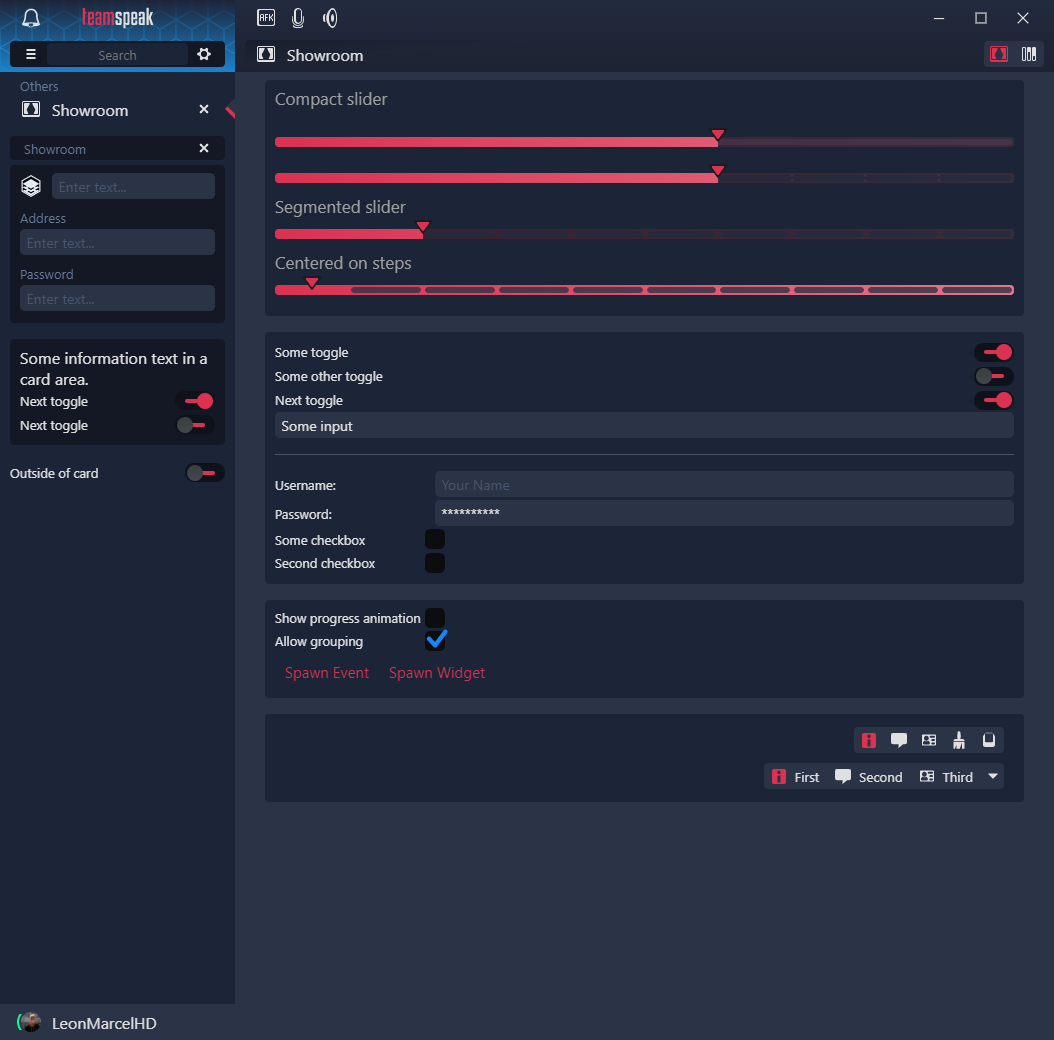 teamspeak
AFK
Search
Showroom
Others
Showroom
Showroom
Enter text...
Address
Enter text...
Password
Enter text...
Some information text in a
card area.
Next toggle
Next toggle
Outside of card
Compact slider
Segmented slider
Centered on steps
Some toggle
Some other toggle
Next toggle
Some input
Username:
Your Name
Password:
**********
Some checkbox
Second checkbox
Show progress animation
Allow grouping
Spawn Event Spawn Widget
First Second Third
LeonMarcelHD